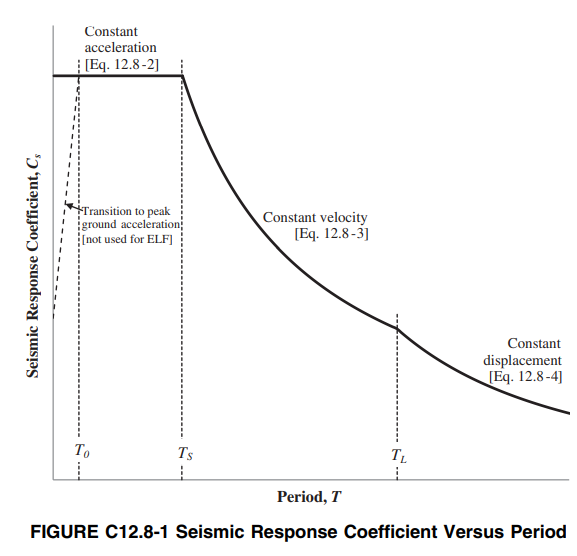 Constant
acceleration
[Eq. 12.8-2]
Seismic Response Coefficient, Cs
Transition to peak
ground acceleration
[not used for ELF]
Constant velocity
[Eq. 12.8-3]
Constant
displacement
[Eq. 12.8-4]
T0
TS
TL
Period, T
FIGURE C12.8-1 Seismic Response Coefficient Versus Period